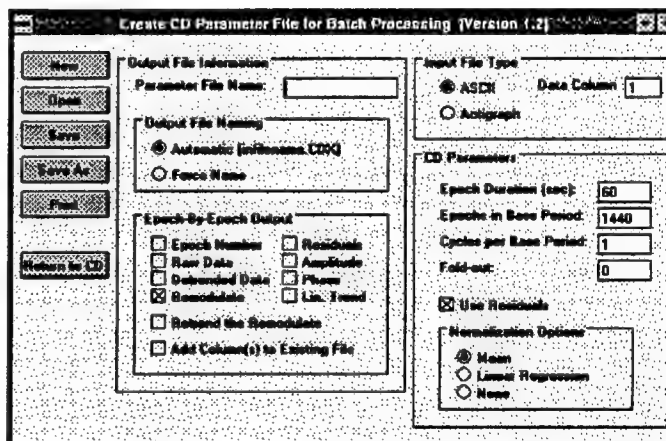 Create CD Parameter File for Batch Processing (Version 1.2)
New
Open
Save
Save As
Print
Return to CD
Output File Information
Parameter File Name:
Output File Naming
Automatic (infilename.CDX)
Force Name
Epoch-By-Epoch Output
Epoch Number
Residuals
Raw Data
Amplitude
Detrended Data
Phase
Remodulate
Lin. Trend
Retrend the Remodulate
Add Column(s) to Existing File
Input File Type
ASCII
Data Column 1
Actigraph
CD Parameters
Epoch Duration (sec): 60
Epochs in Base Period: 1440
Cycles per Base Period: 1
Fold-out: 0
Use Residuals
Normalization Options
Mean
Linear Regression
None